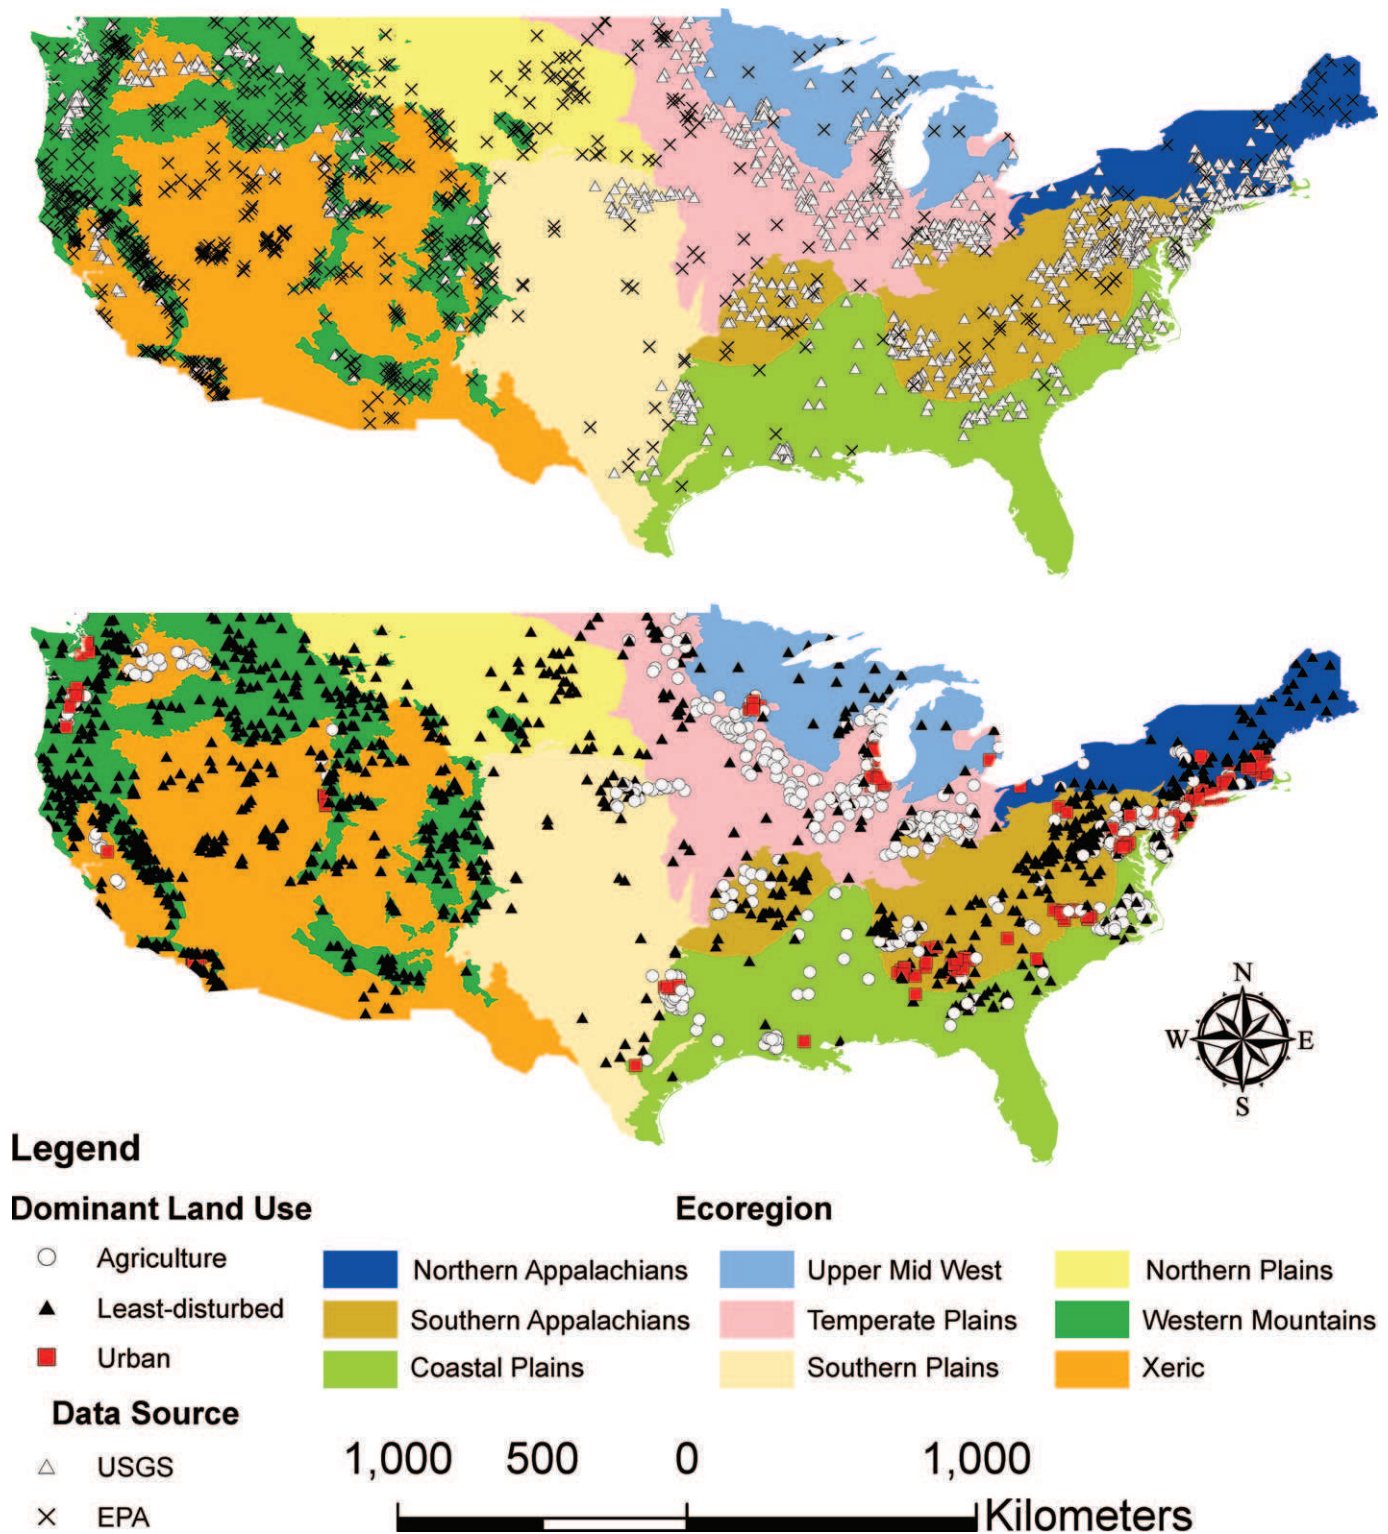 N
W E
S
Legend
Dominant Land Use
Agriculture
Least-disturbed
Urban
Data Source
USGS
EPA
Ecoregion
Northern Appalachians
Upper Mid West
Northern Plains
Southern Appalachians
Temperate Plains
Western Mountains
Coastal Plains
Southern Plains
Xeric
1,000 500 0 1,000
Kilometers